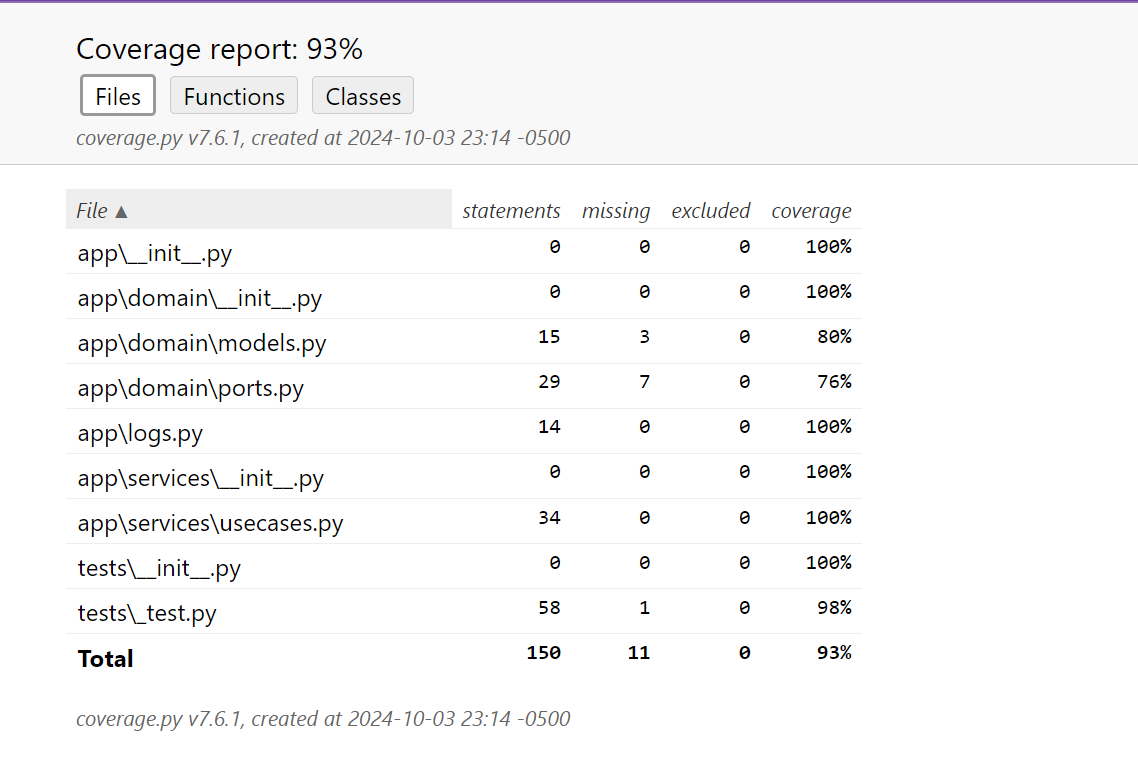 Coverage report: 93%
Files Functions Classes
coverage.py v7.6.1, created at 2024-10-03 23:14 -0500
File ▲ statements missing excluded coverage
app\__init__.py 0 0 0 100%
app\domain\__init__.py 0 0 0 100%
app\domain\models.py 15 3 0 80%
app\domain\ports.py 29 7 0 76%
app\logs.py 14 0 0 100%
app\services\__init__.py 0 0 0 100%
app\services\usecases.py 34 0 0 100%
tests\__init__.py 0 0 0 100%
tests\_test.py 58 1 0 98%
Total 150 11 0 93%
coverage.py v7.6.1, created at 2024-10-03 23:14 -0500